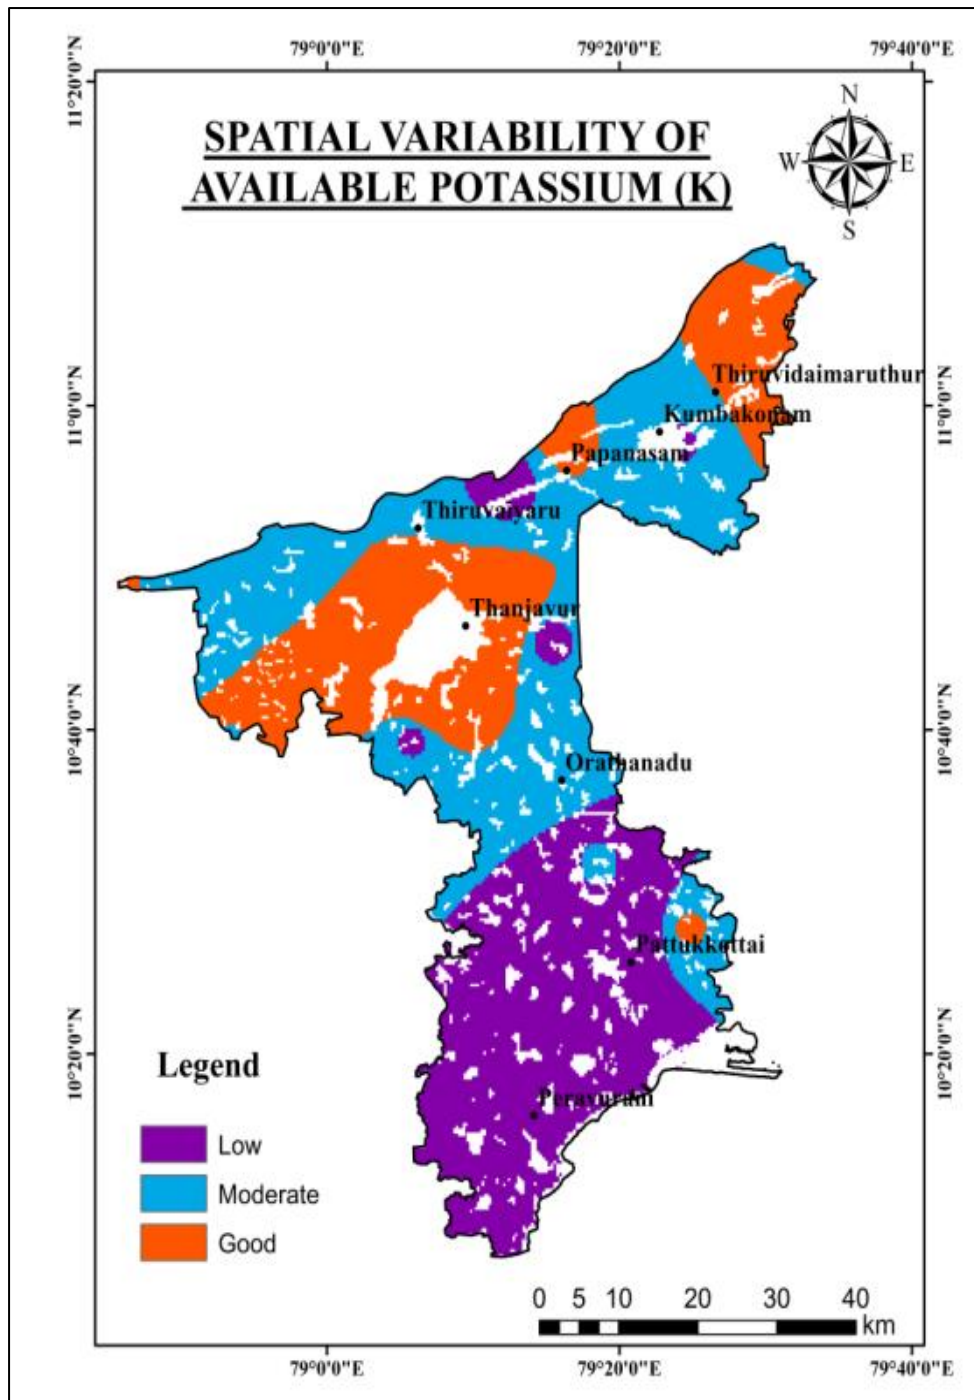 79°0'0"E 79°20'0"E 79°40'0"E
11°20'0"N 11°20'0"N
SPATIAL VARIABILITY OF
AVAILABLE POTASSIUM (K)
N
W E
S
Thiruvidaimaruthur
11°0'0"N 11°0'0"N
Kumbakonam
Papanasam
Thiruvaiyaru
Thanjavur
10°40'0"N 10°40'0"N
Orathanadu
Pattukkottai
10°20'0"N 10°20'0"N
Peravurani
Legend
Low
Moderate
Good
0 5 10 20 30 40
km
79°0'0"E 79°20'0"E 79°40'0"E